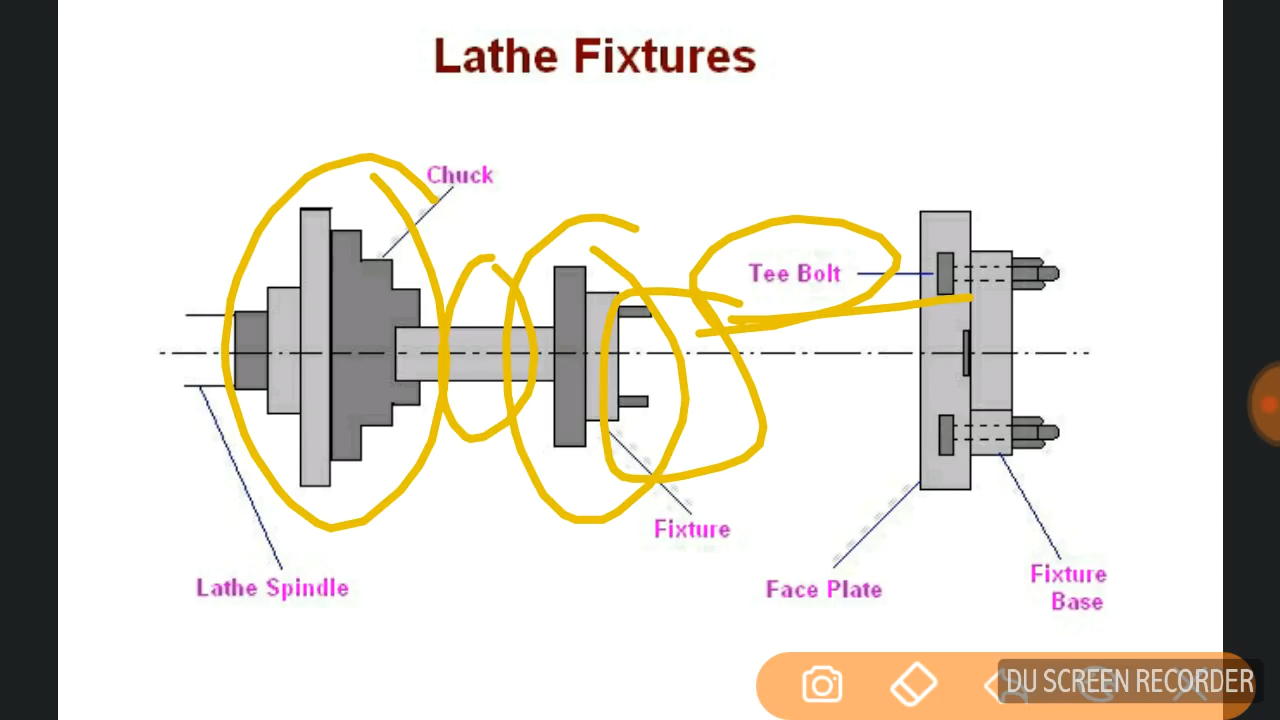 Lathe Fixtures
Chuck
Tee Bolt
Fixture
Lathe Spindle
Face Plate
Fixture
Base
DU SCREEN RECORDER